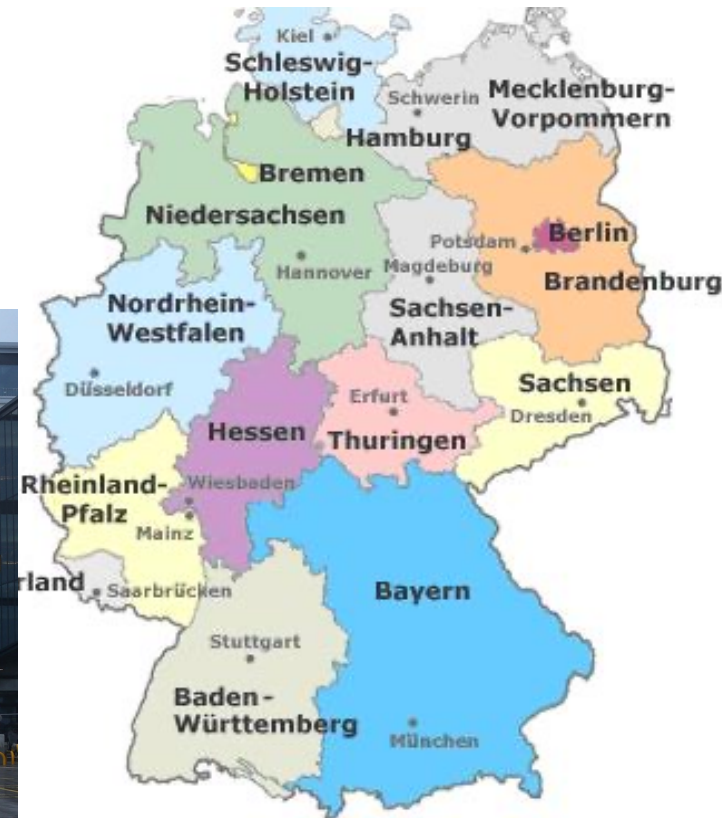 Kiel
Schleswig-
Holstein
Schwerin
Mecklenburg-
Vorpommern
Hamburg
Bremen
Niedersachsen
Hannover
Magdeburg
Potsdam
Berlin
Brandenburg
Nordrhein-
Westfalen
Sachsen-
Anhalt
Düsseldorf
Hessen
Erfurt
Thuringen
Sachsen
Dresden
Rheinland-
Pfalz
Wiesbaden
Mainz
rland
Saarbrücken
Bayern
Stuttgart
Baden-
Württemberg
München